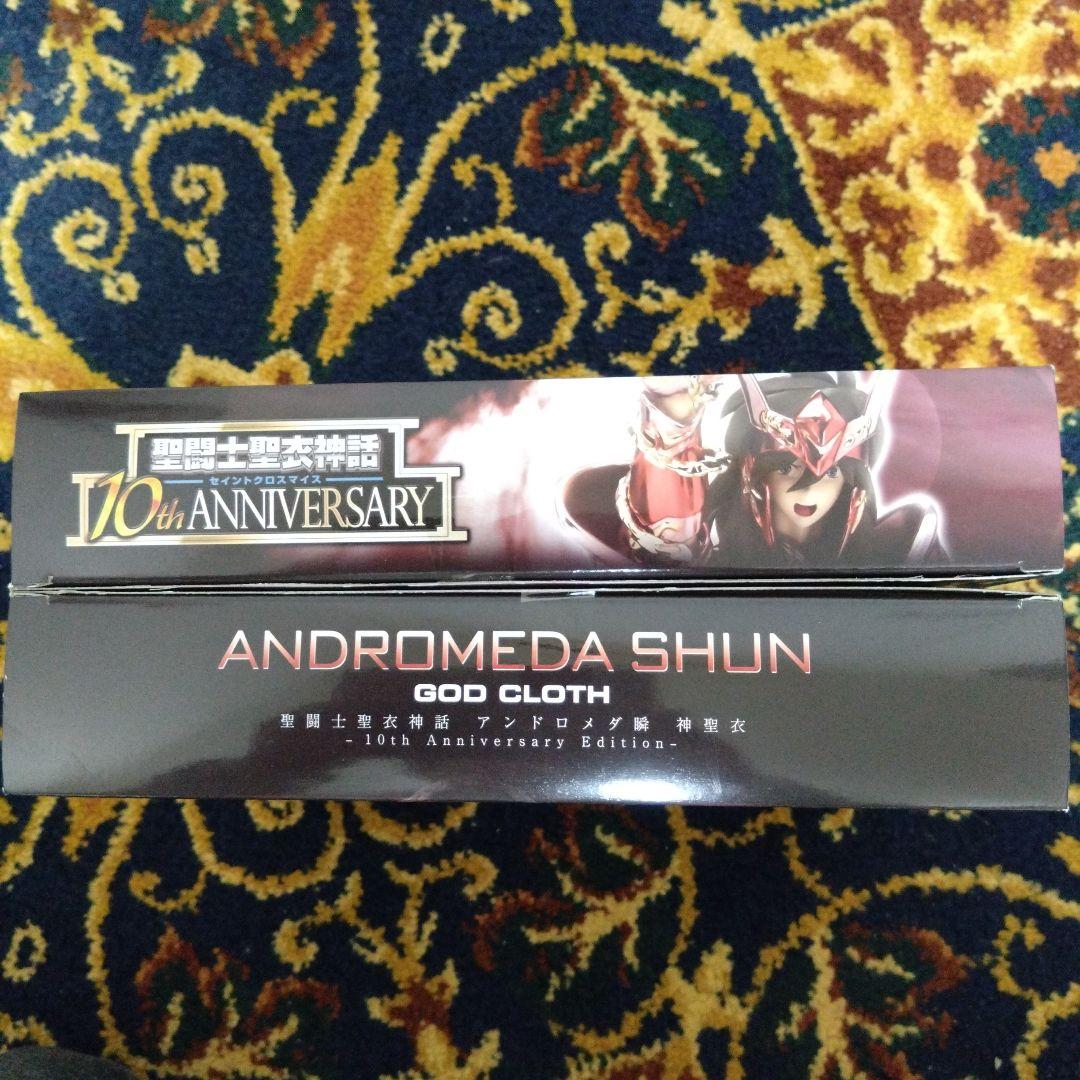 聖闘士聖衣神話
セイントクロスマイス
10th ANNIVERSARY
ANDROMEDA SHUN
GOD CLOTH
聖闘士聖衣神話 アンドロメダ瞬 神聖衣
-10th Anniversary Edition-